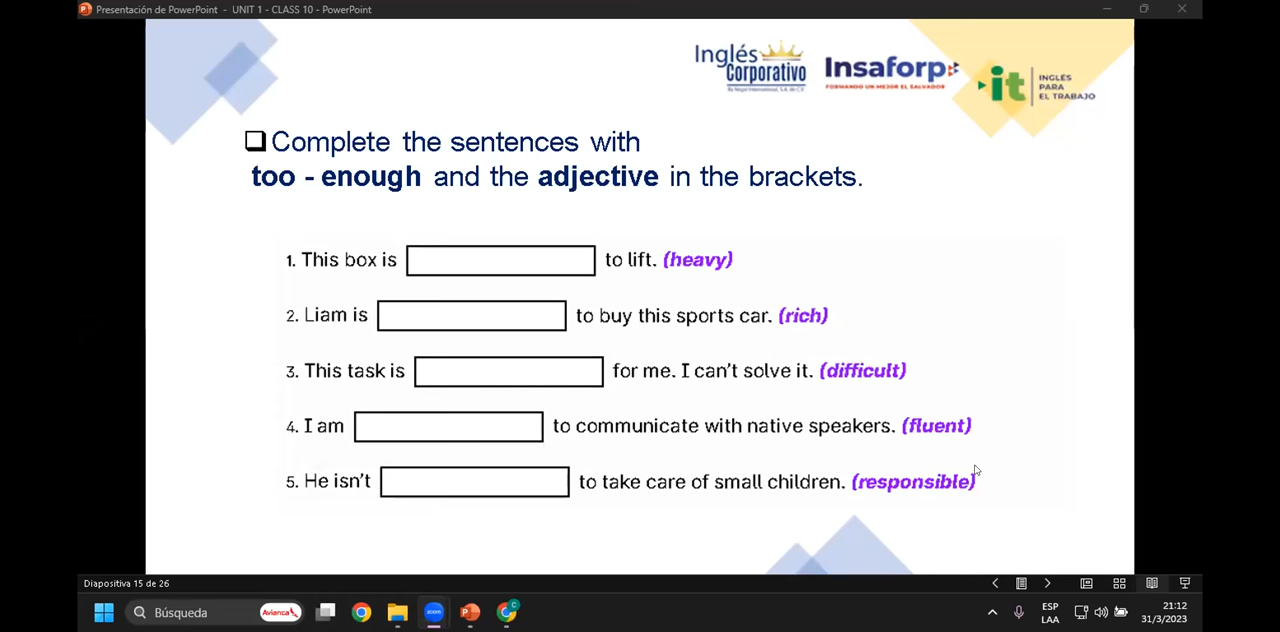 Presentación de PowerPoint - UNIT 1 - CLASS 10 - PowerPoint
Inglés
Corporativo
Insaforp
FORMANDO UN MEJOR EL SALVADOR
it
INGLÉS
PARA
EL TRABAJO
Complete the sentences with
too - enough and the adjective in the brackets.
1. This box is to lift. (heavy)
2. Liam is to buy this sports car. (rich)
3. This task is for me. I can't solve it. (difficult)
4. I am to communicate with native speakers. (fluent)
5. He isn't to take care of small children. (responsible)
Diapositiva 15 de 26
Búsqueda
Avianca
zoom
ESP
LAA
21:12
31/3/2023